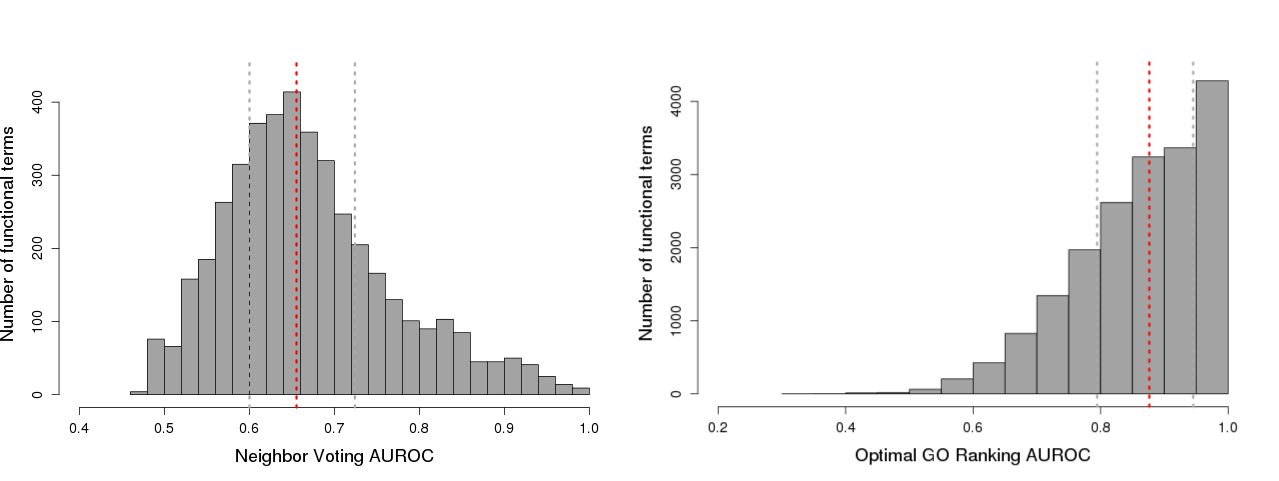 Number of functional terms
400
300
200
100
0
0.4 0.5 0.6 0.7 0.8 0.9 1.0
Neighbor Voting AUROC
Number of functional terms
4000
3000
2000
1000
0
0.2 0.4 0.6 0.8 1.0
Optimal GO Ranking AUROC